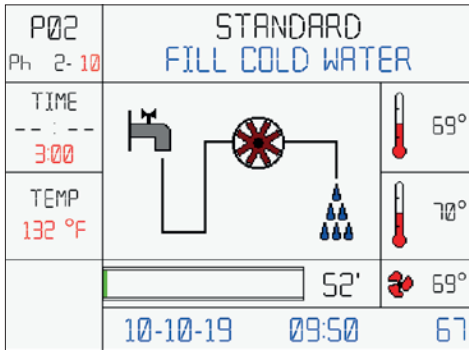 P02
Ph 2-10
STANDARD
FILL COLD WATER
TIME
--:--
3:00
TEMP
132 °F
69°
70°
52'
69°
10-10-19 09:50 67